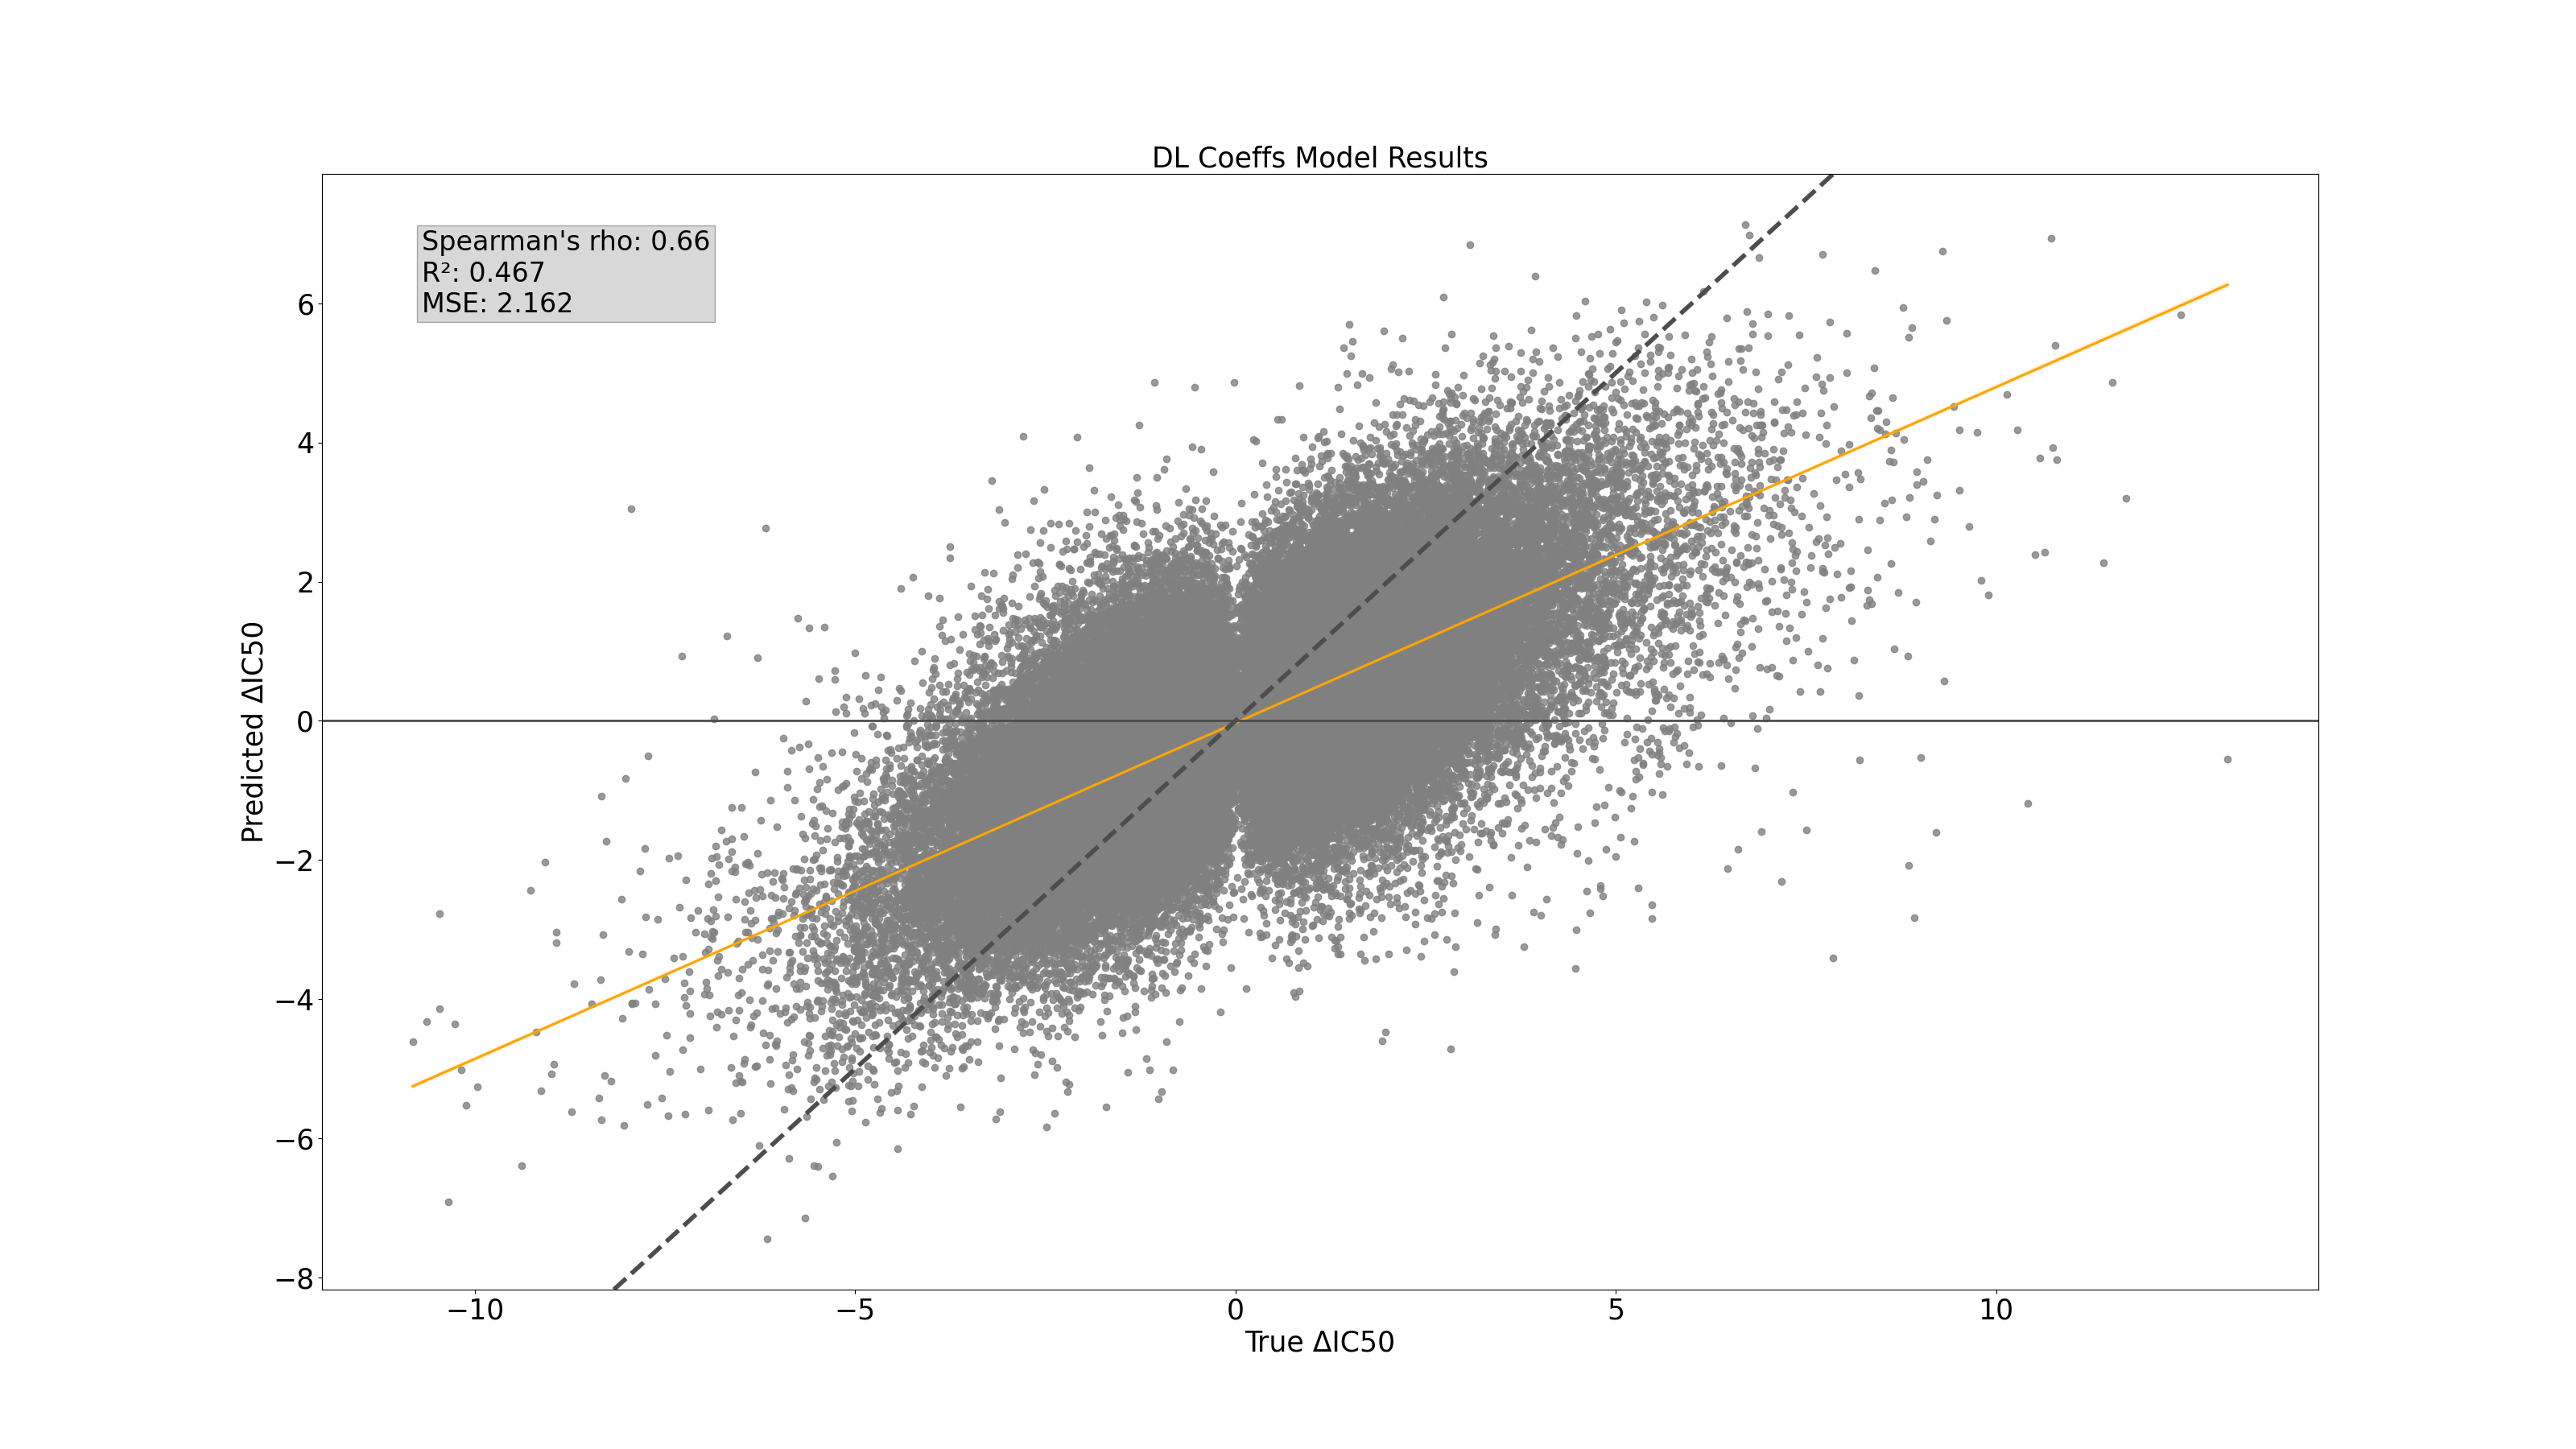 DL Coeffs Model Results
Spearman's rho: 0.66
R²: 0.467
MSE: 2.162
6
4
2
0
−2
−4
−6
−8
Predicted ΔIC50
−10
−5
0
5
10
True ΔIC50